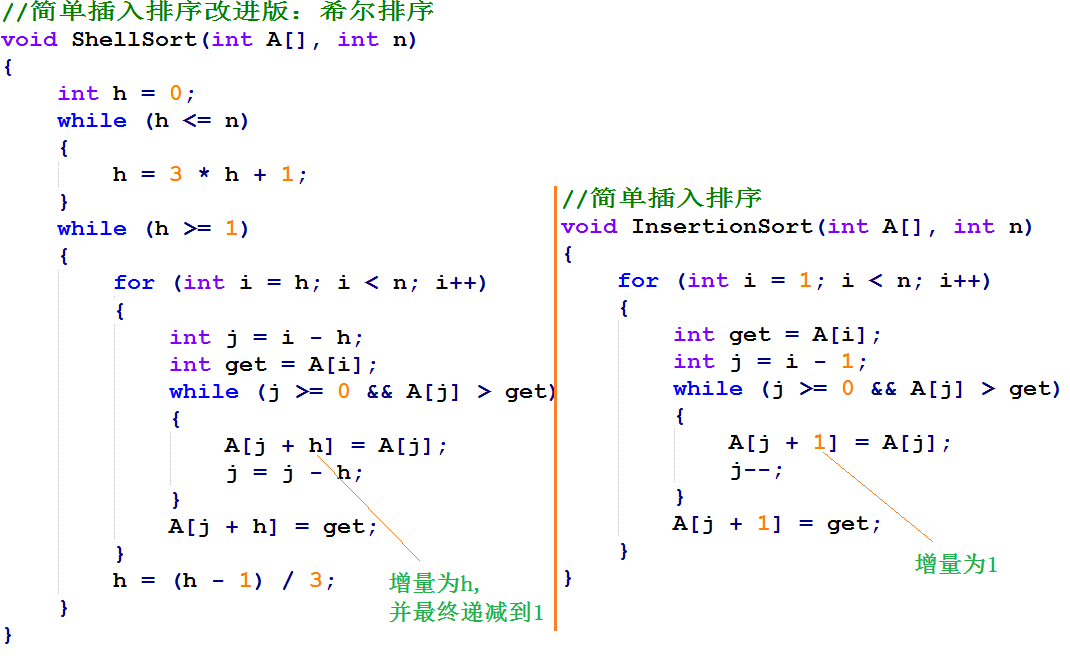 //简单插入排序改进版：希尔排序
void ShellSort(int A[], int n)
{
    int h = 0;
    while (h <= n)
    {
        h = 3 * h + 1;
    }
    while (h >= 1)
    {
        for (int i = h; i < n; i++)
        {
            int j = i - h;
            int get = A[i];
            while (j >= 0 && A[j] > get)
            {
                A[j + h] = A[j];
                j = j - h;
            }
            A[j + h] = get;
        }
        h = (h - 1) / 3;
    }
}
增量为h,
并最终递减到1
//简单插入排序
void InsertionSort(int A[], int n)
{
    for (int i = 1; i < n; i++)
    {
        int get = A[i];
        int j = i - 1;
        while (j >= 0 && A[j] > get)
        {
            A[j + 1] = A[j];
            j--;
        }
        A[j + 1] = get;
    }
}
增量为1